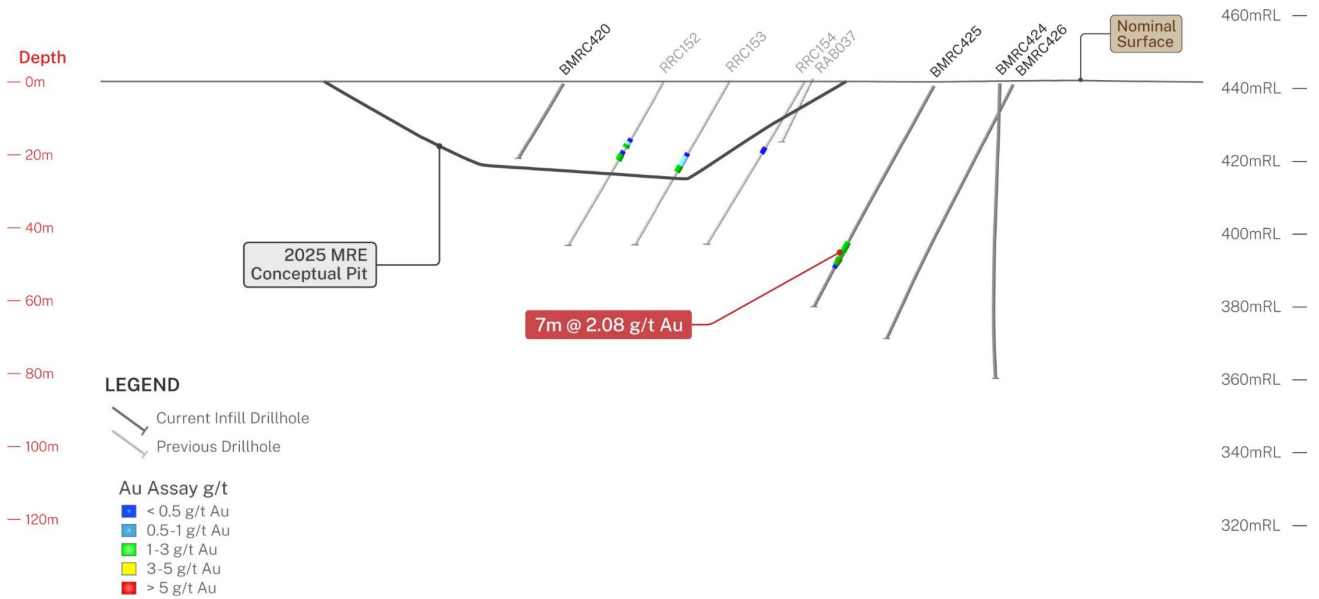 460mRL
Nominal
Surface
Depth
BMRC420
RRC152
RRC153
RRC154
RAB037
BMRC425
BMRC424
BMRC426
0m
440mRL
20m
420mRL
40m
400mRL
2025 MRE
Conceptual Pit
60m
380mRL
7m @ 2.08 g/t Au
80m
360mRL
LEGEND
Current Infill Drillhole
Previous Drillhole
100m
340mRL
Au Assay g/t
< 0.5 g/t Au
0.5-1 g/t Au
1-3 g/t Au
3-5 g/t Au
> 5 g/t Au
120m
320mRL